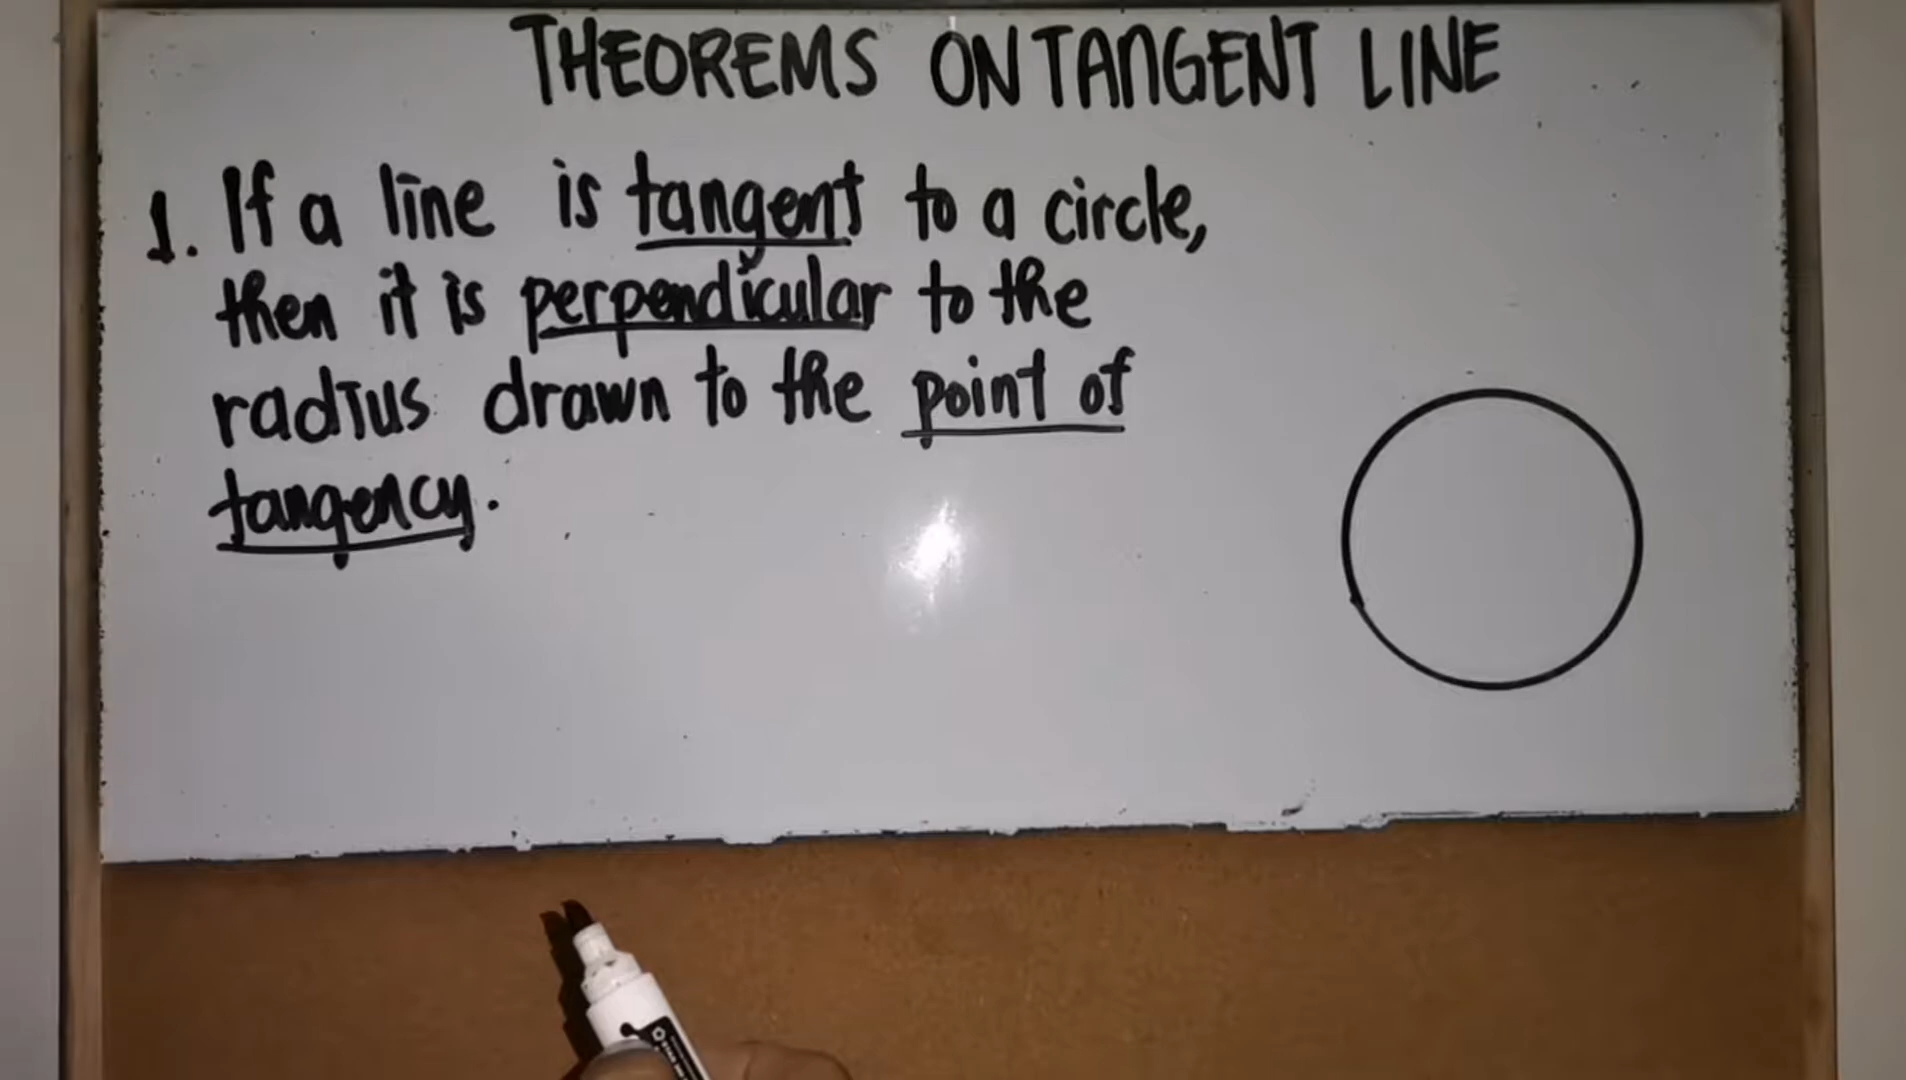 THEOREMS ON TANGENT LINE
1. If a line is tangent to a circle,
then it is perpendicular to the
radius drawn to the point of
tangency.